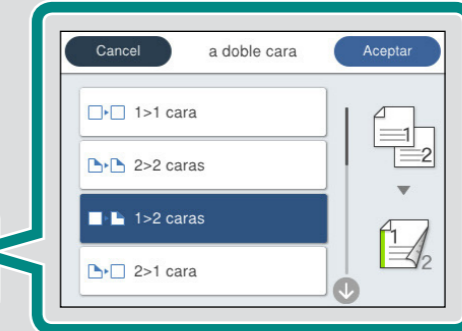 Cancel a doble cara Aceptar
1>1 cara
2>2 caras
1>2 caras
2>1 cara
1
2
1
2